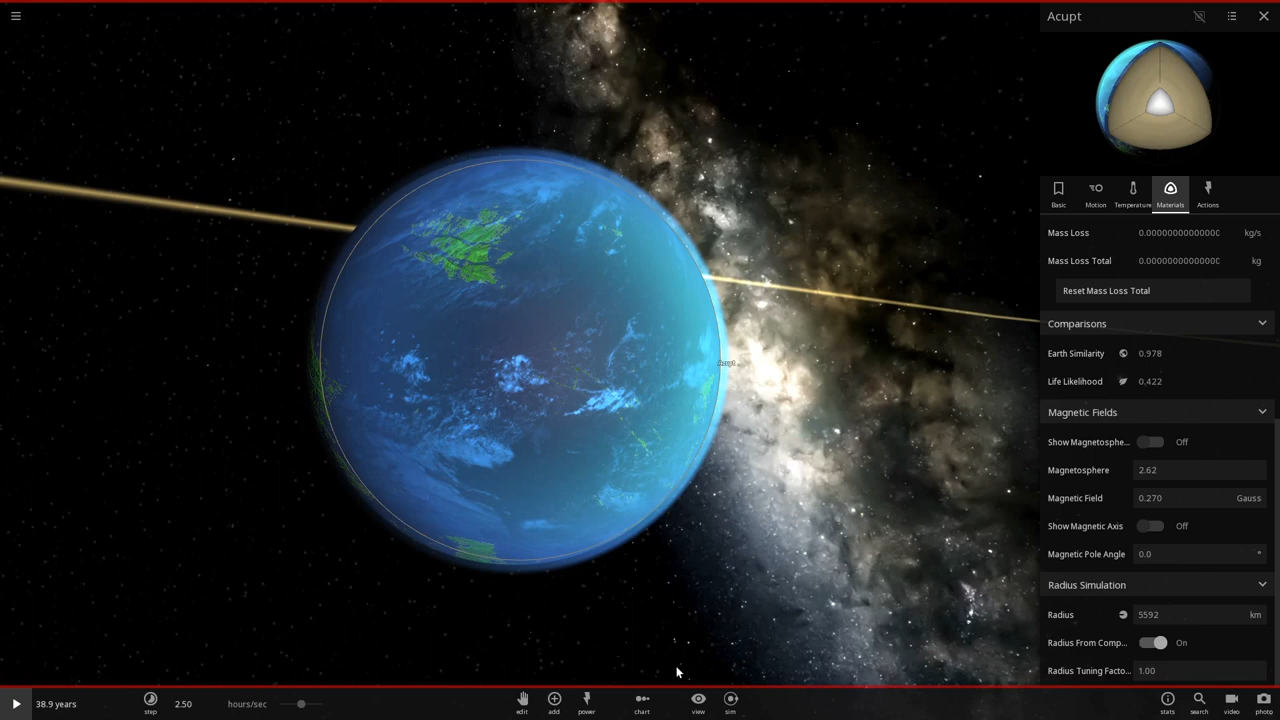 Acupt
Basic Motion Temperature Materials Actions
Mass Loss 0.00000000000000 kg/s
Mass Loss Total 0.00000000000000 kg
Reset Mass Loss Total
Comparisons
Earth Similarity 0.978
Life Likelihood 0.422
Acupt
Magnetic Fields
Show Magnetosphe... Off
Magnetosphere 2.62
Magnetic Field 0.270 Gauss
Show Magnetic Axis Off
Magnetic Pole Angle 0.0 °
Radius Simulation
Radius 5592 km
Radius From Comp... On
Radius Tuning Facto... 1.00
38.9 years step 2.50 hours/sec edit add power chart view sim stats search video photo